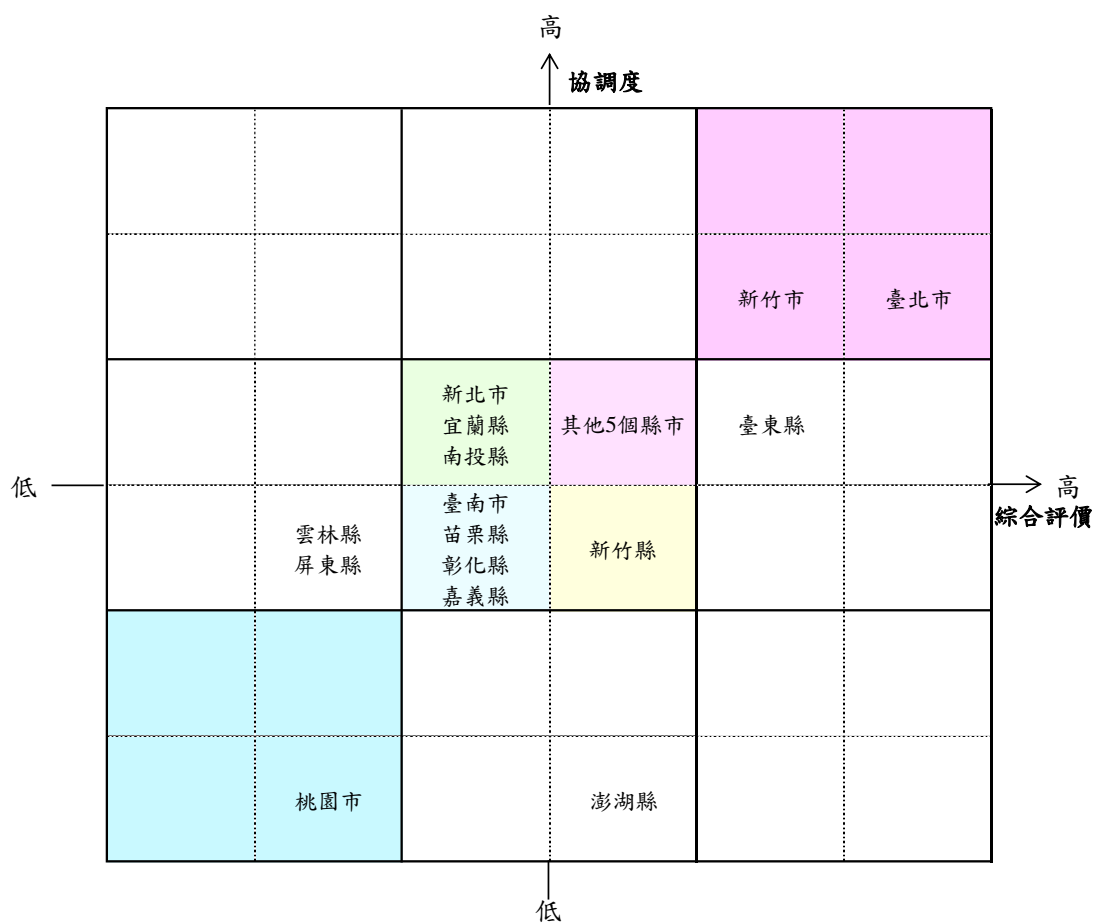 高
協調度
新竹市
臺北市
新北市
宜蘭縣
南投縣
其他5個縣市
臺東縣
低
高
綜合評價
雲林縣
屏東縣
臺南市
苗栗縣
彰化縣
嘉義縣
新竹縣
桃園市
澎湖縣
低